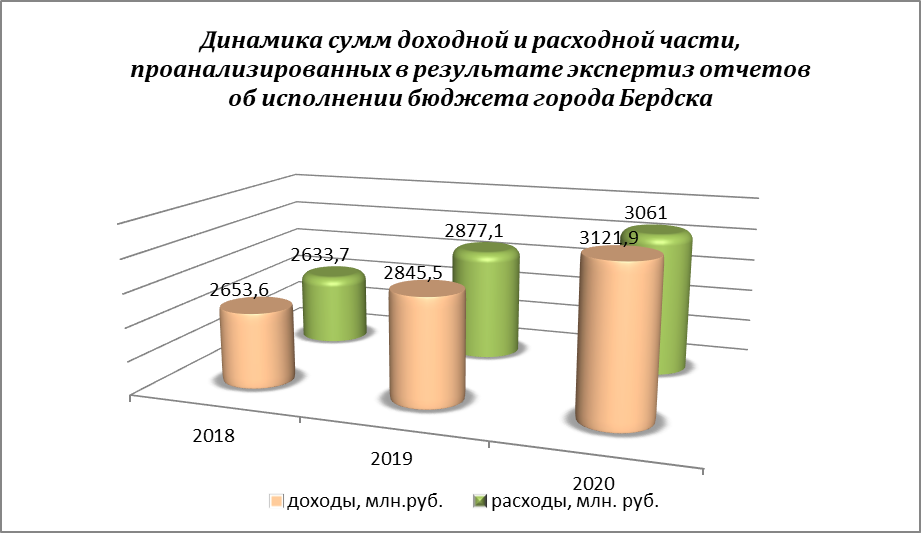 Динамика сумм доходной и расходной части,
проанализированных в результате экспертиз отчетов
об исполнении бюджета города Бердска
3061
2877,1
3121,9
2633,7
2845,5
2653,6
2018
2019
2020
доходы, млн.руб.
расходы, млн. руб.